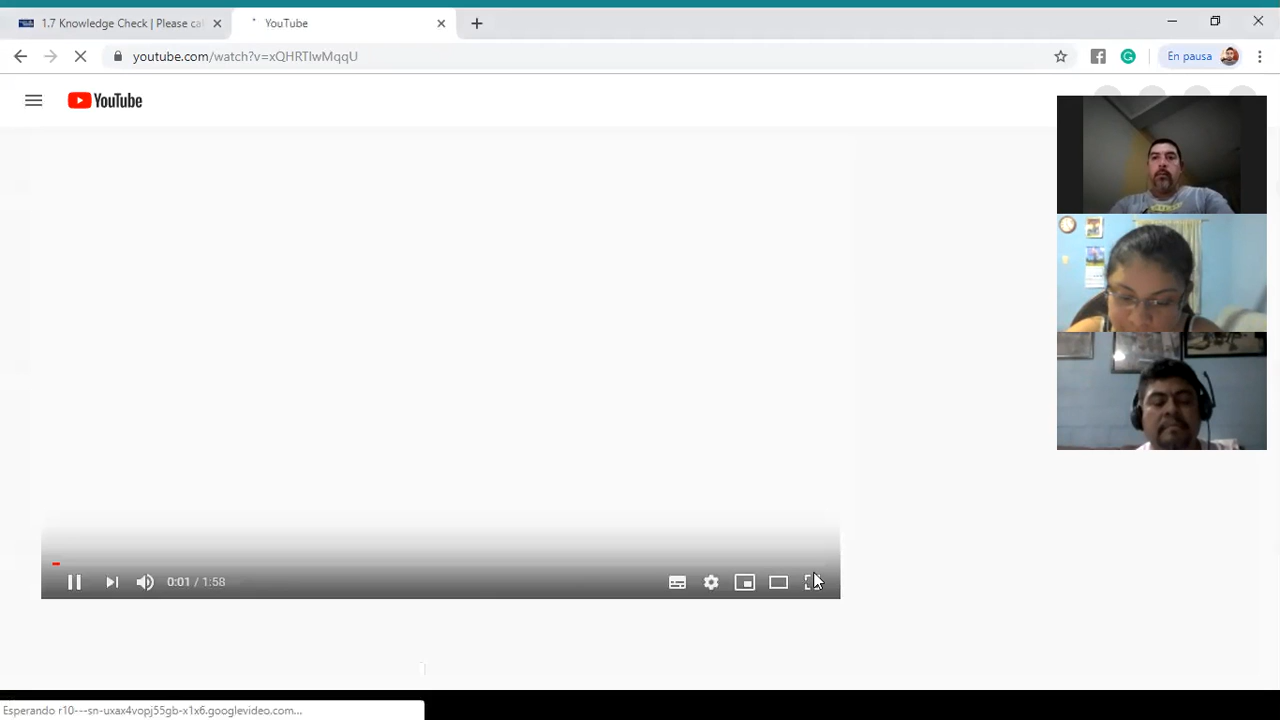 1.7 Knowledge Check | Please ca
YouTube
youtube.com/watch?v=xQHRTIwMqqU
En pausa
YouTube
0:01 / 1:58
Esperando r10---sn-uxax4vopj55gb-x1x6.googlevideo.com...